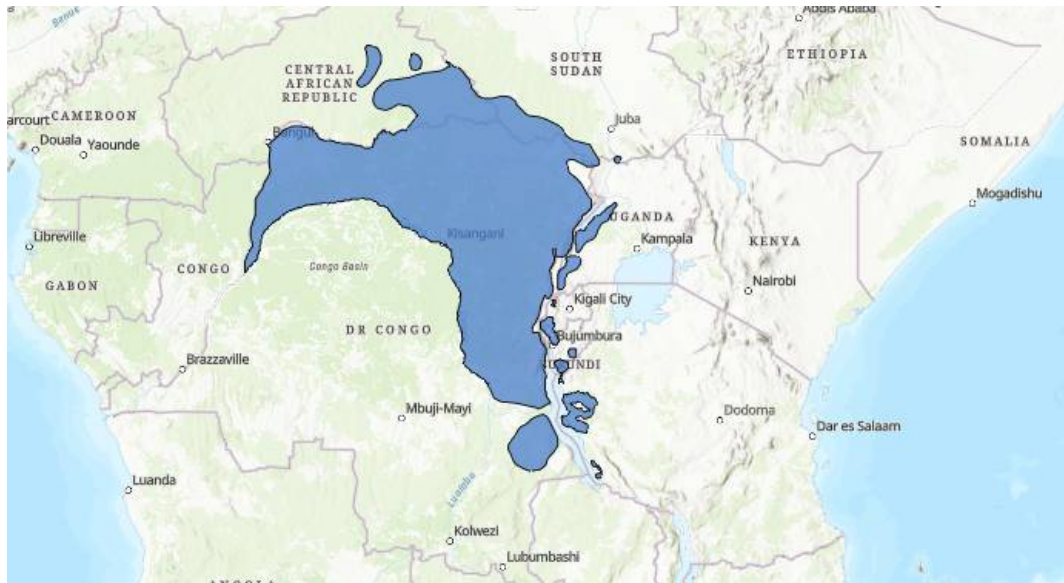 Addis Ababa
Benue
ETHIOPIA
SOUTH
SUDAN
CENTRAL
AFRICAN
REPUBLIC
CAMEROON
arcourt
Juba
Bangui
Douala
Yaounde
SOMALIA
Mogadishu
UGANDA
Kisangani
Kampala
KENYA
Libreville
CONGO
Congo Basin
GABON
Nairobi
Kigali City
DR CONGO
Bujumbura
Brazzaville
Mbuji-Mayi
Dodoma
Dar es Salaam
Luanda
Kolwezi
Lubumbashi
ANGOLA